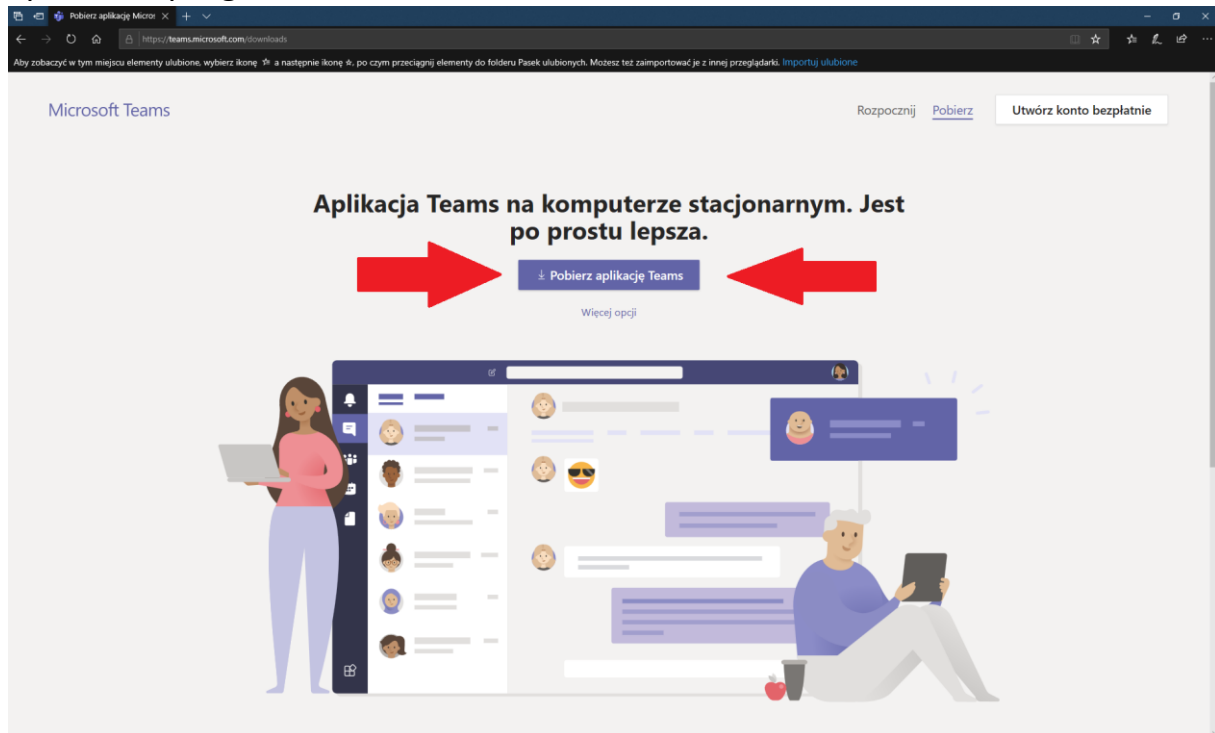 Pobierz aplikację Micros
https://teams.microsoft.com/downloads
Aby zobaczyć w tym miejscu elementy ulubione, wybierz ikonę a następnie ikonę, po czym przeciągnij elementy do folderu Pasek ulubionych. Możesz też zaimportować je z innej przeglądarki. Importuj ulubione
Microsoft Teams
Rozpocznij Pobierz Utwórz konto bezpłatnie
Aplikacja Teams na komputerze stacjonarnym. Jest
po prostu lepsza.
Pobierz aplikację Teams
Więcej opcji